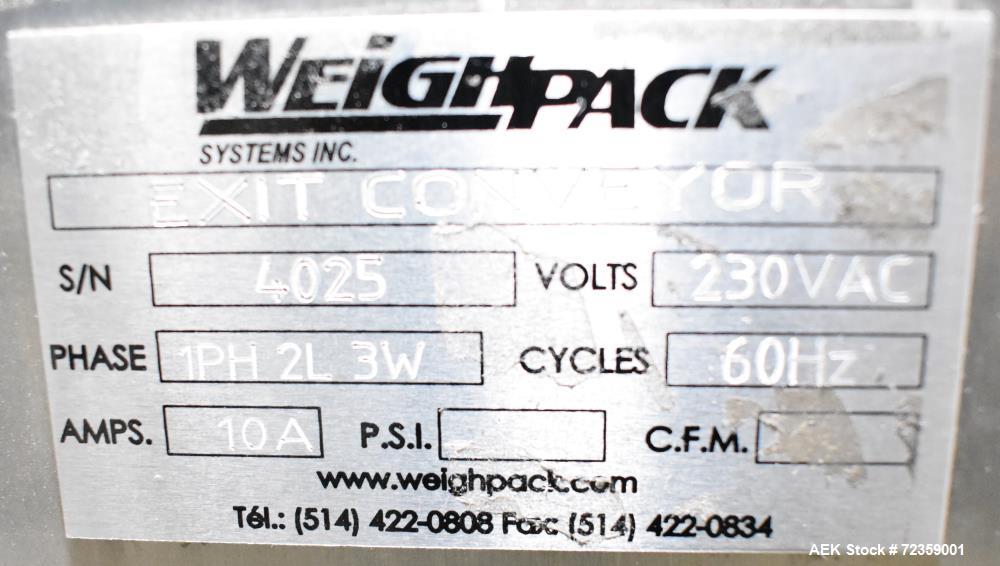 WEIGHPACK
SYSTEMS INC.
EXIT CONVEYOR
S/N 4025 VOLTS 230VAC
PHASE 1PH 2L 3W CYCLES 60Hz
AMPS. 10A P.S.I. C.F.M.
www.weighpack.com
Tél.: (514) 422-0808 Fax: (514) 422-0834
AEK Stock # 72359001